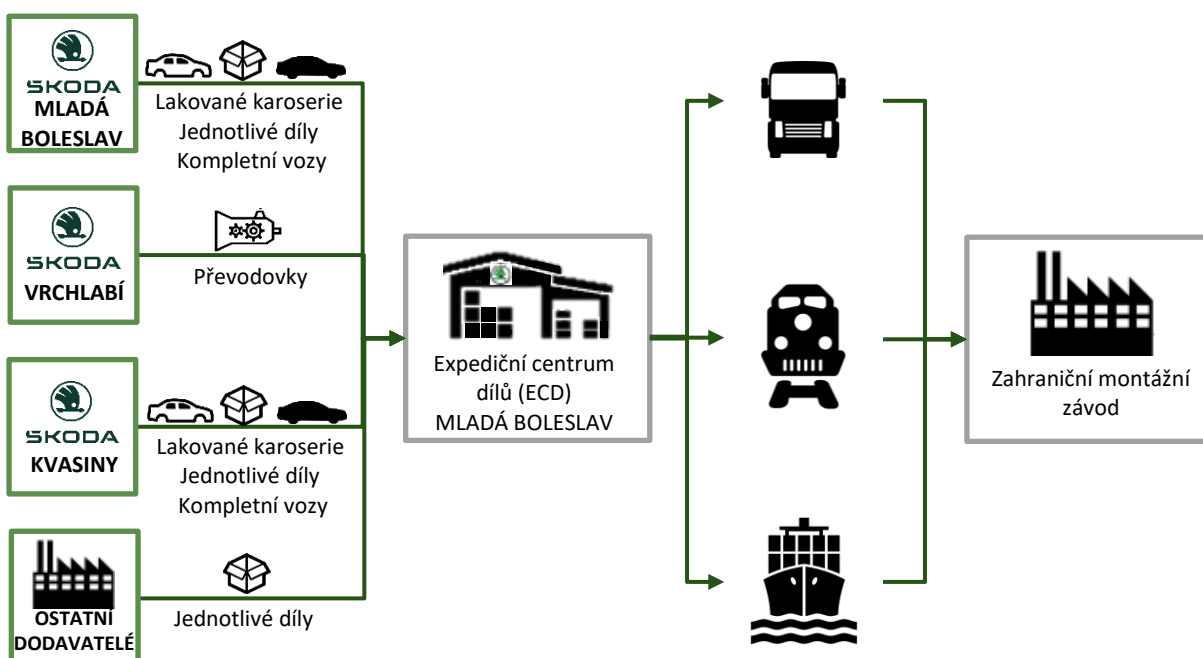 ŠKODA
MLADÁ
BOLESLAV
Lakované karoserie
Jednotlivé díly
Kompletní vozy
ŠKODA
VRCHLABÍ
Převodovky
ŠKODA
KVASINY
Lakované karoserie
Jednotlivé díly
Kompletní vozy
OSTATNÍ
DODAVATELÉ
Jednotlivé díly
Expediční centrum
dílů (ECD)
MLADÁ BOLESLAV
Zahraniční montážní
závod